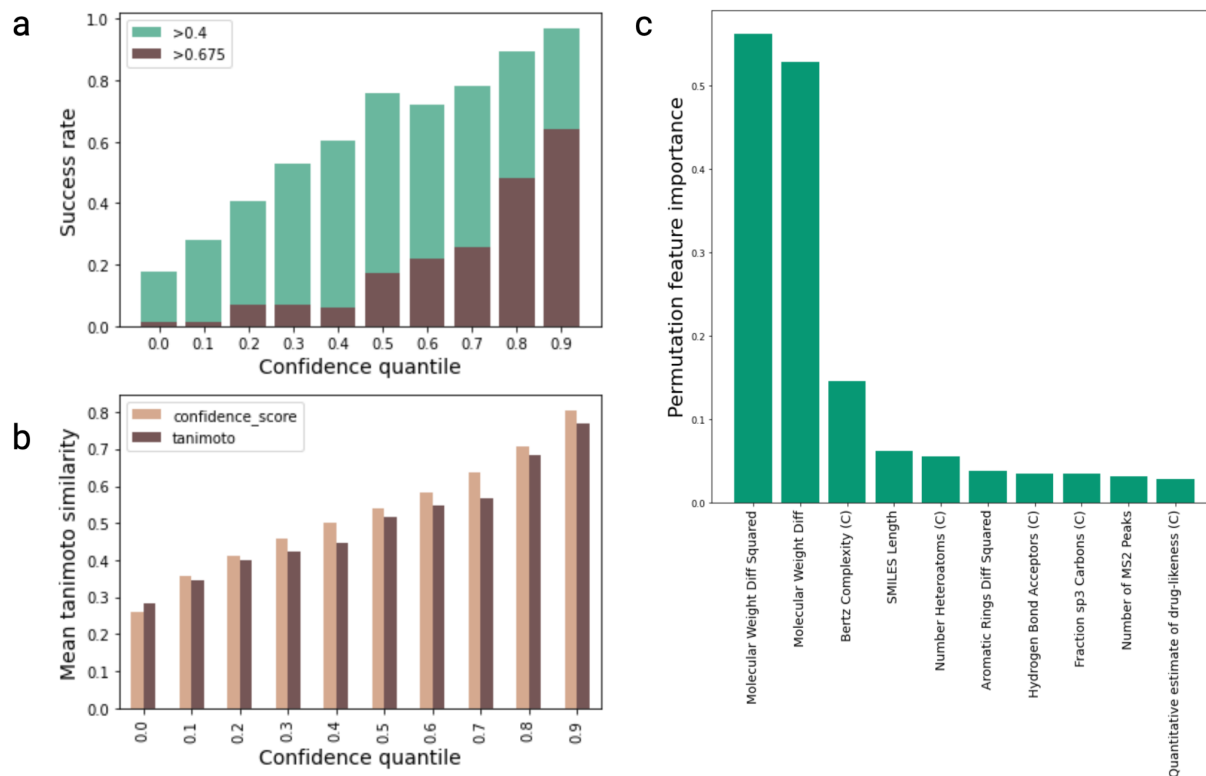 a
>0.4
>0.675
Success rate
1.0
0.8
0.6
0.4
0.2
0.0
0.0 0.1 0.2 0.3 0.4 0.5 0.6 0.7 0.8 0.9
Confidence quantile
b
confidence_score
tanimoto
Mean tanimoto similarity
0.8
0.7
0.6
0.5
0.4
0.3
0.2
0.1
0.0
0.0 0.1 0.2 0.3 0.4 0.5 0.6 0.7 0.8 0.9
Confidence quantile
c
Permutation feature importance
0.5
0.4
0.3
0.2
0.1
0.0
Molecular Weight Diff Squared
Molecular Weight Diff
Bertz Complexity (C)
SMILES Length
Number Heteroatoms (C)
Aromatic Rings Diff Squared
Hydrogen Bond Acceptors (C)
Fraction sp3 Carbons (C)
Number of MS2 Peaks
Quantitative estimate of drug-likeness (C)